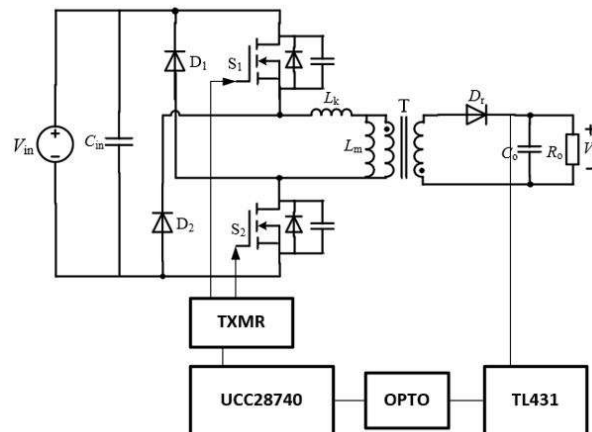 D1
S1
Lk
T
Dr
Vin
Cin
Lm
Co
Ro
V
D2
S2
TXMR
UCC28740
OPTO
TL431